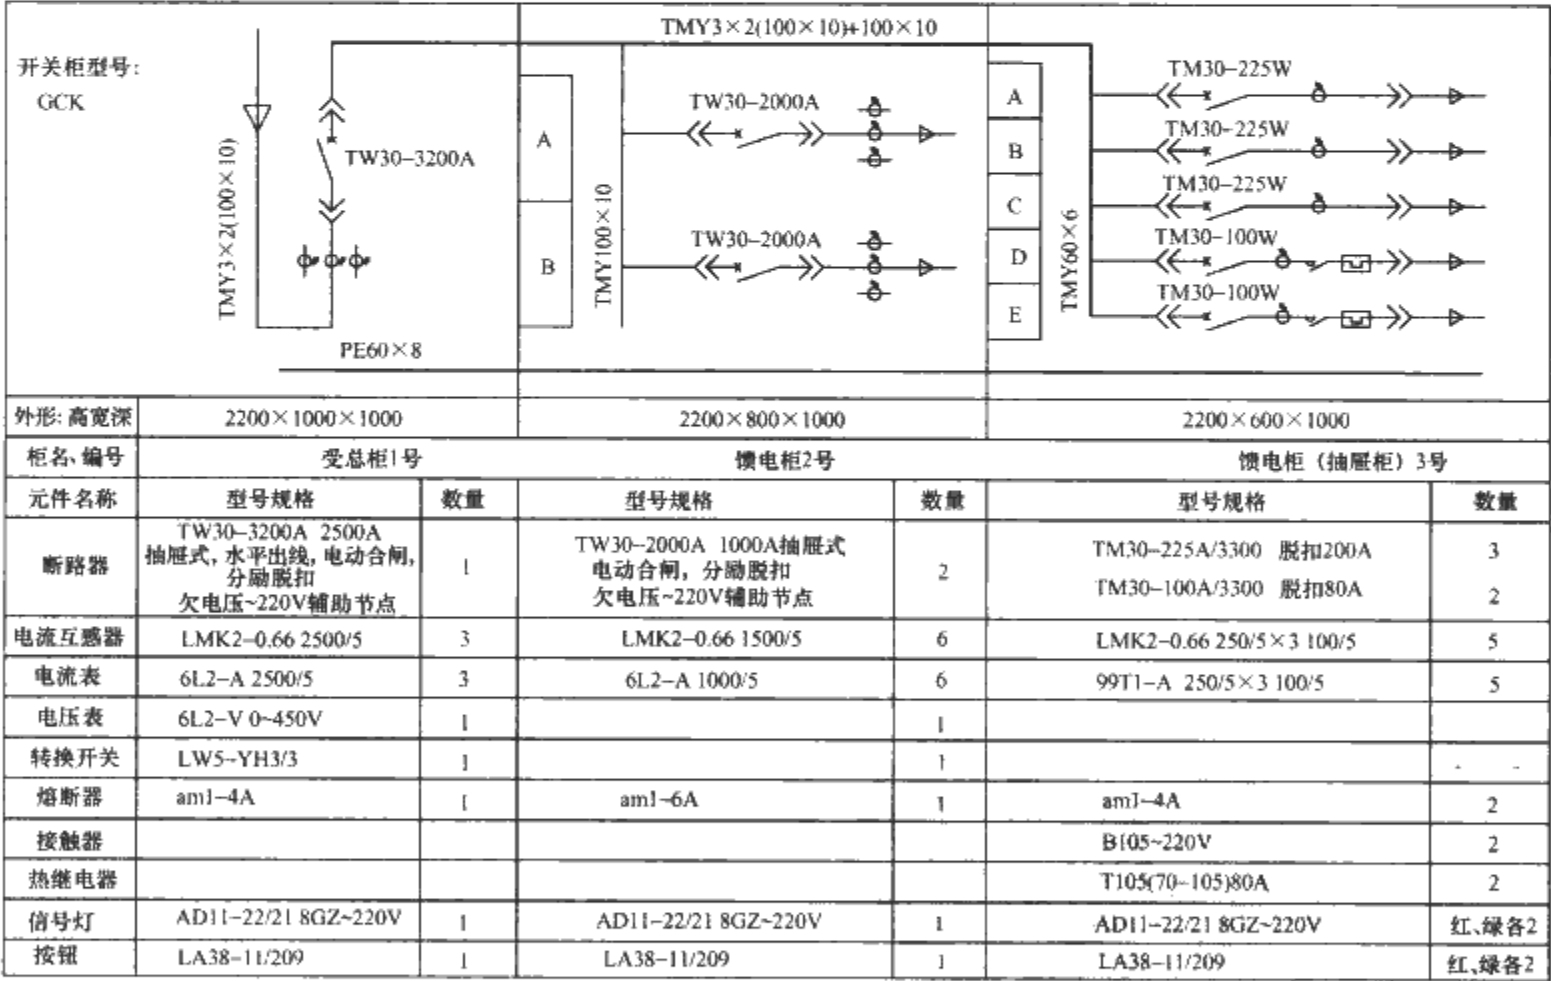 TMY3×2(100×10)+100×10
开关柜型号:
GCK
TMY3×2(100×10)
TW30-3200A
PE60×8
A
B
TMY100×10
TW30-2000A
TW30-2000A
A
B
C
D
E
TMY60×6
TM30-225W
TM30-225W
TM30-225W
TM30-100W
TM30-100W
外形: 高宽深 2200×1000×1000 2200×800×1000 2200×600×1000
柜名、编号 受总柜1号 馈电柜2号 馈电柜（抽屉柜）3号
元件名称 型号规格 数量 型号规格 数量 型号规格 数量
断路器
TW30-3200A 2500A
抽屉式, 水平出线, 电动合闸,
分励脱扣
欠电压~220V辅助节点
1
TW30-2000A 1000A抽屉式
电动合闸, 分励脱扣
欠电压~220V辅助节点
2
TM30-225A/3300 脱扣200A 3
TM30-100A/3300 脱扣80A 2
电流互感器 LMK2-0.66 2500/5 3 LMK2-0.66 1500/5 6 LMK2-0.66 250/5×3 100/5 5
电流表 6L2-A 2500/5 3 6L2-A 1000/5 6 99T1-A 250/5×3 100/5 5
电压表 6L2-V 0~450V 1 1
转换开关 LW5-YH3/3 1 1
熔断器 am1-4A 1 am1-6A 1 am1-4A 2
接触器 B105~220V 2
热继电器 T105(70-105)80A 2
信号灯 AD11-22/21 8GZ~220V 1 AD11-22/21 8GZ~220V 1 AD11-22/21 8GZ~220V 红、绿各2
按钮 LA38-11/209 1 LA38-11/209 1 LA38-11/209 红、绿各2